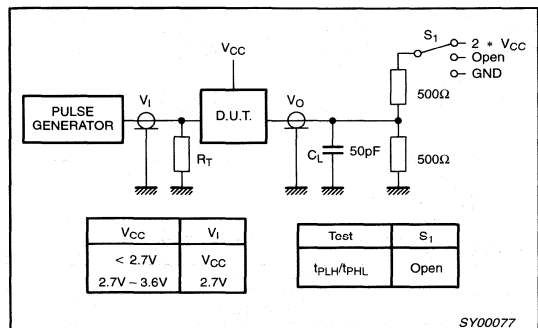 S1
2 * VCC
Open
GND
VCC
500Ω
PULSE
GENERATOR
VI
D.U.T.
VO
RT
CL
50pF
500Ω
VCC VI
< 2.7V VCC
2.7V ~ 3.6V 2.7V
Test S1
tPLH/tPHL Open
SY00077